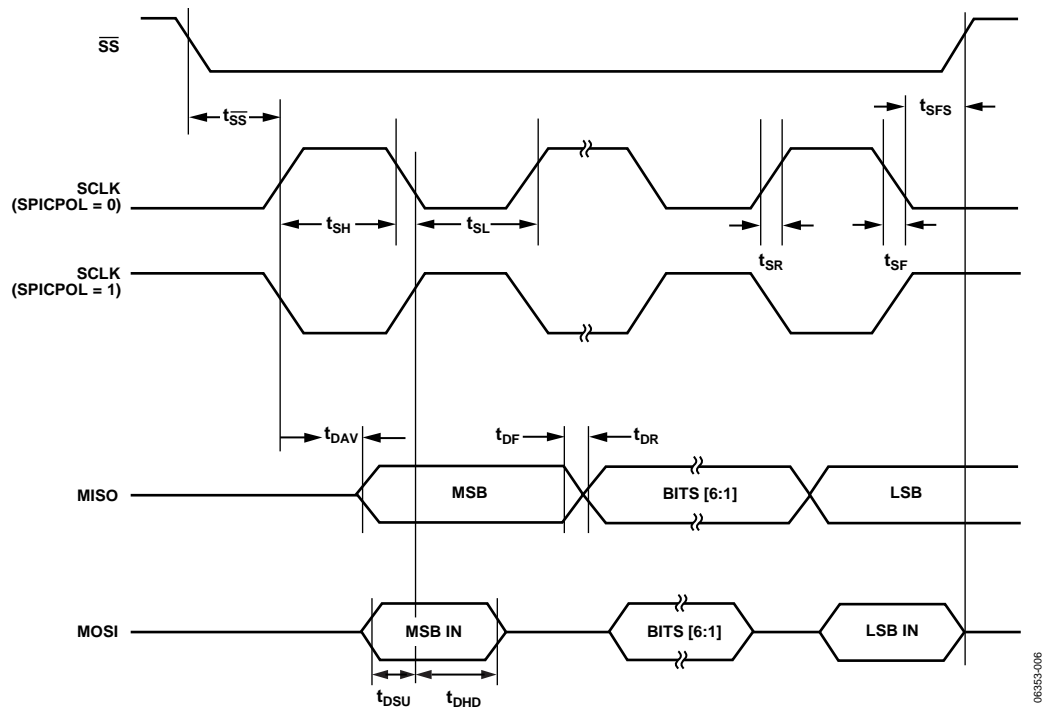 SS
tSS
tSFS
SCLK
(SPICPOL = 0)
tSH
tSL
tSR
tSF
SCLK
(SPICPOL = 1)
tDAV
tDF
tDR
MISO
MSB
BITS [6:1]
LSB
MOSI
MSB IN
BITS [6:1]
LSB IN
tDSU
tDHD
06353-006